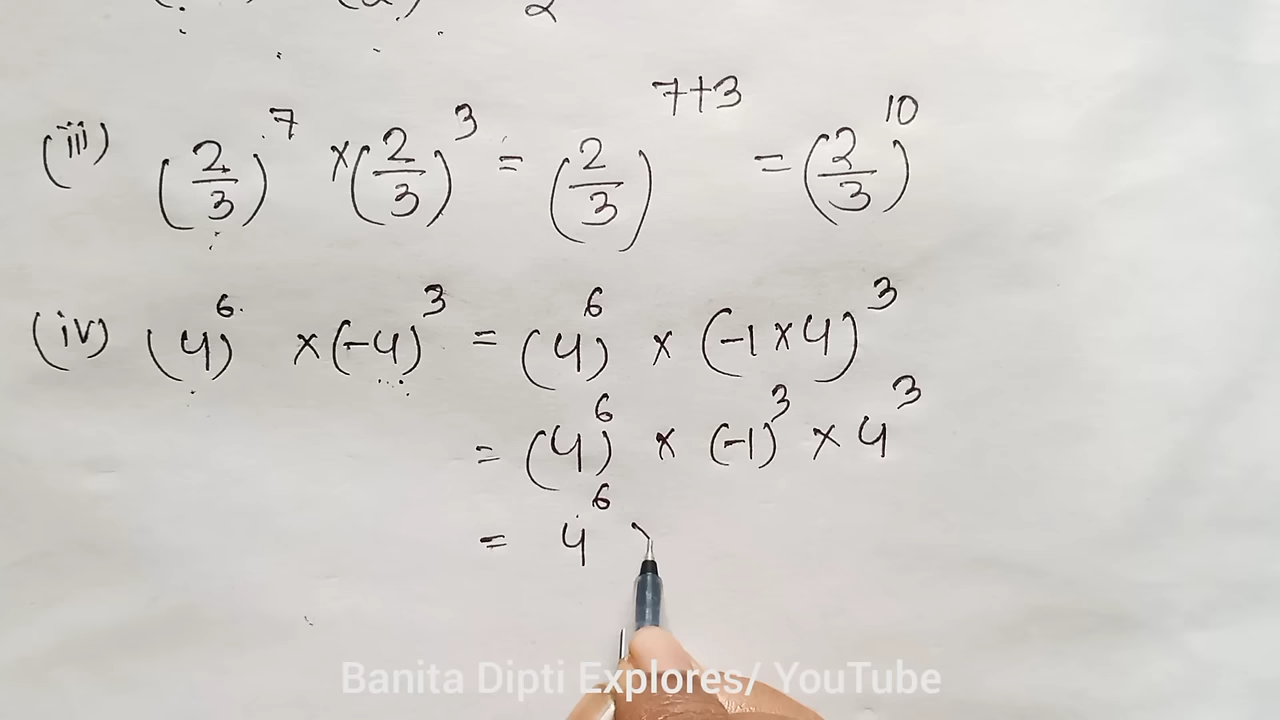 (iii) (2/3)^7 × (2/3)^3 = (2/3)^7+3 = (2/3)^10
(iv) (4)^6 × (-4)^3 = (4)^6 × (-1×4)^3
= (4)^6 × (-1)^3 × 4^3
= 4^6
Banita Dipti Explores/ YouTube